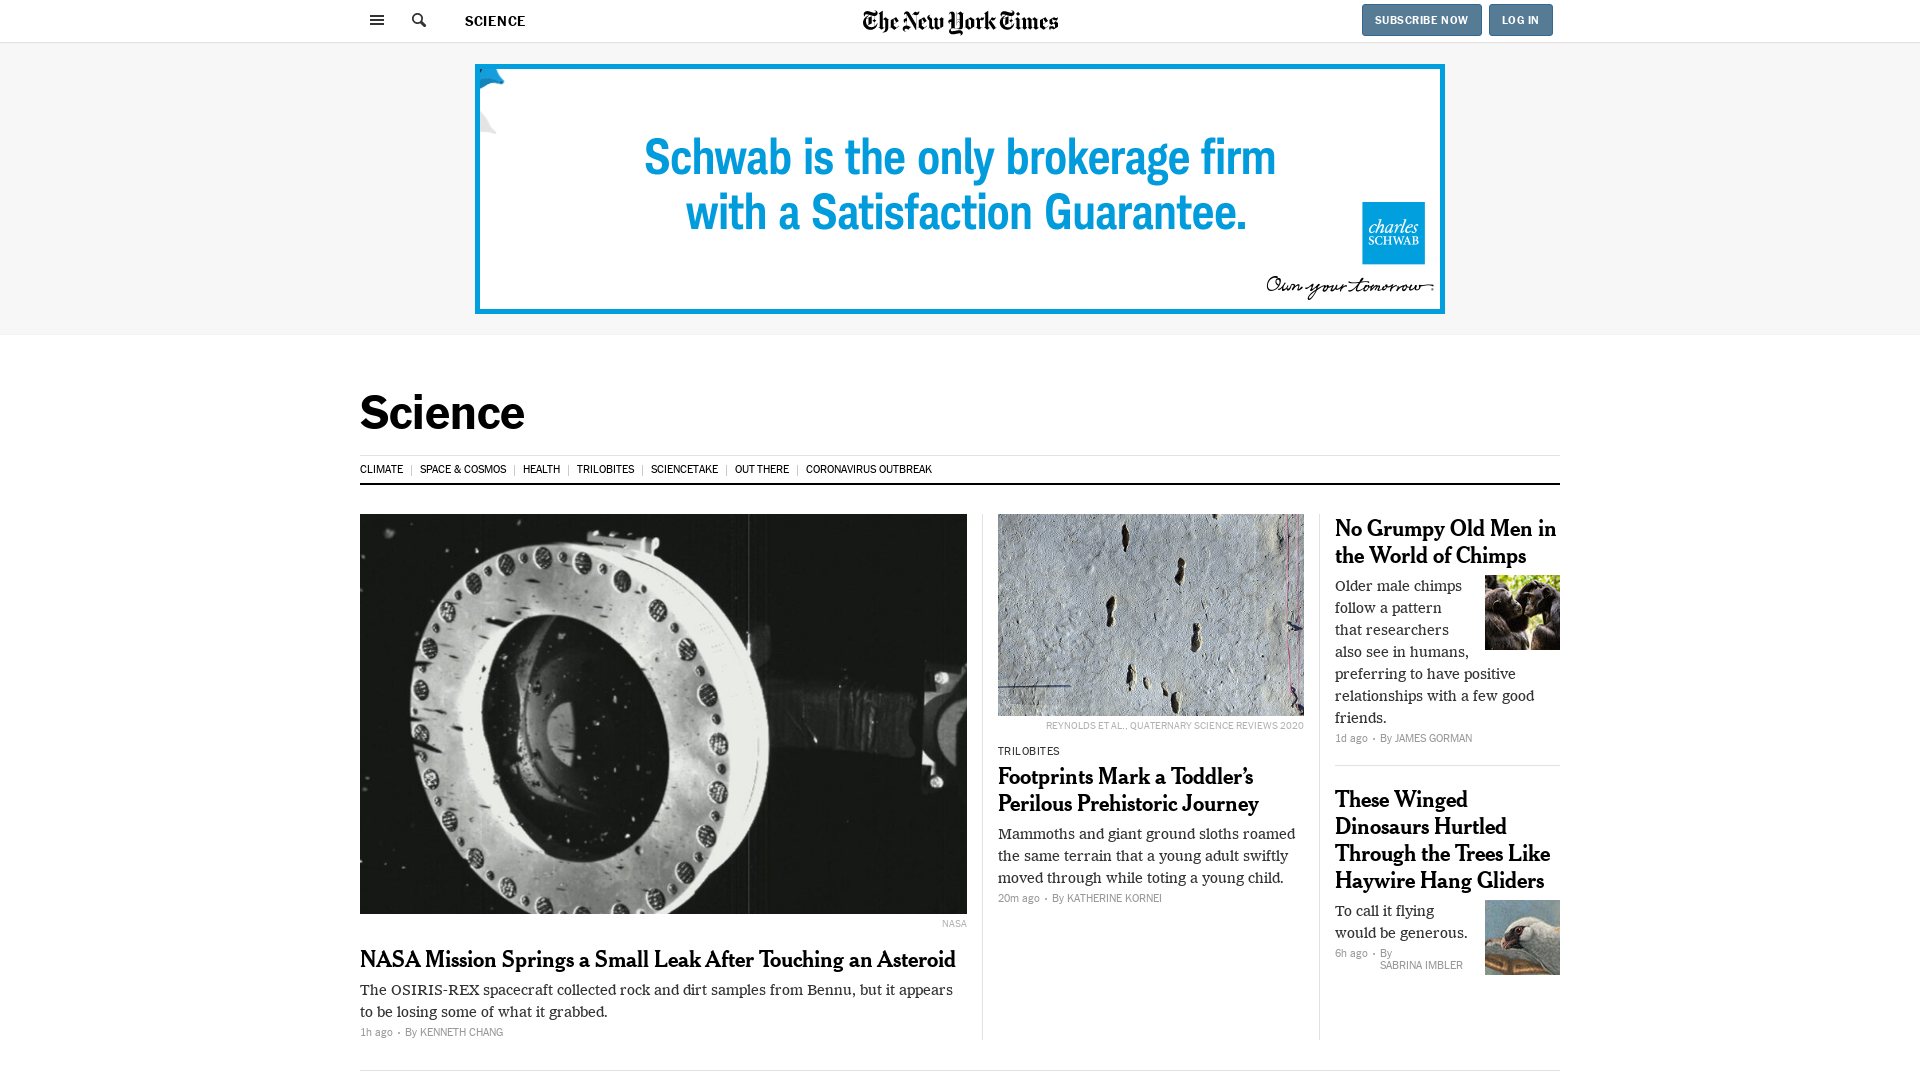 SCIENCE
The New York Times
SUBSCRIBE NOW
LOG IN
Schwab is the only brokerage firm
with a Satisfaction Guarantee.
charles
SCHWAB
Own your tomorrow.
Science
CLIMATE
SPACE & COSMOS
HEALTH
TRILOBITES
SCIENCETAKE
OUT THERE
CORONAVIRUS OUTBREAK
NASA
NASA Mission Springs a Small Leak After Touching an Asteroid
The OSIRIS-REX spacecraft collected rock and dirt samples from Bennu, but it appears
to be losing some of what it grabbed.
1h ago • By KENNETH CHANG
REYNOLDS ET AL., QUATERNARY SCIENCE REVIEWS 2020
TRILOBITES
Footprints Mark a Toddler’s
Perilous Prehistoric Journey
Mammoths and giant ground sloths roamed
the same terrain that a young adult swiftly
moved through while toting a young child.
20m ago • By KATHERINE KORNEI
No Grumpy Old Men in
the World of Chimps
Older male chimps
follow a pattern
that researchers
also see in humans,
preferring to have positive
relationships with a few good
friends.
1d ago • By JAMES GORMAN
These Winged
Dinosaurs Hurtled
Through the Trees Like
Haywire Hang Gliders
To call it flying
would be generous.
6h ago • By
SABRINA IMBLER